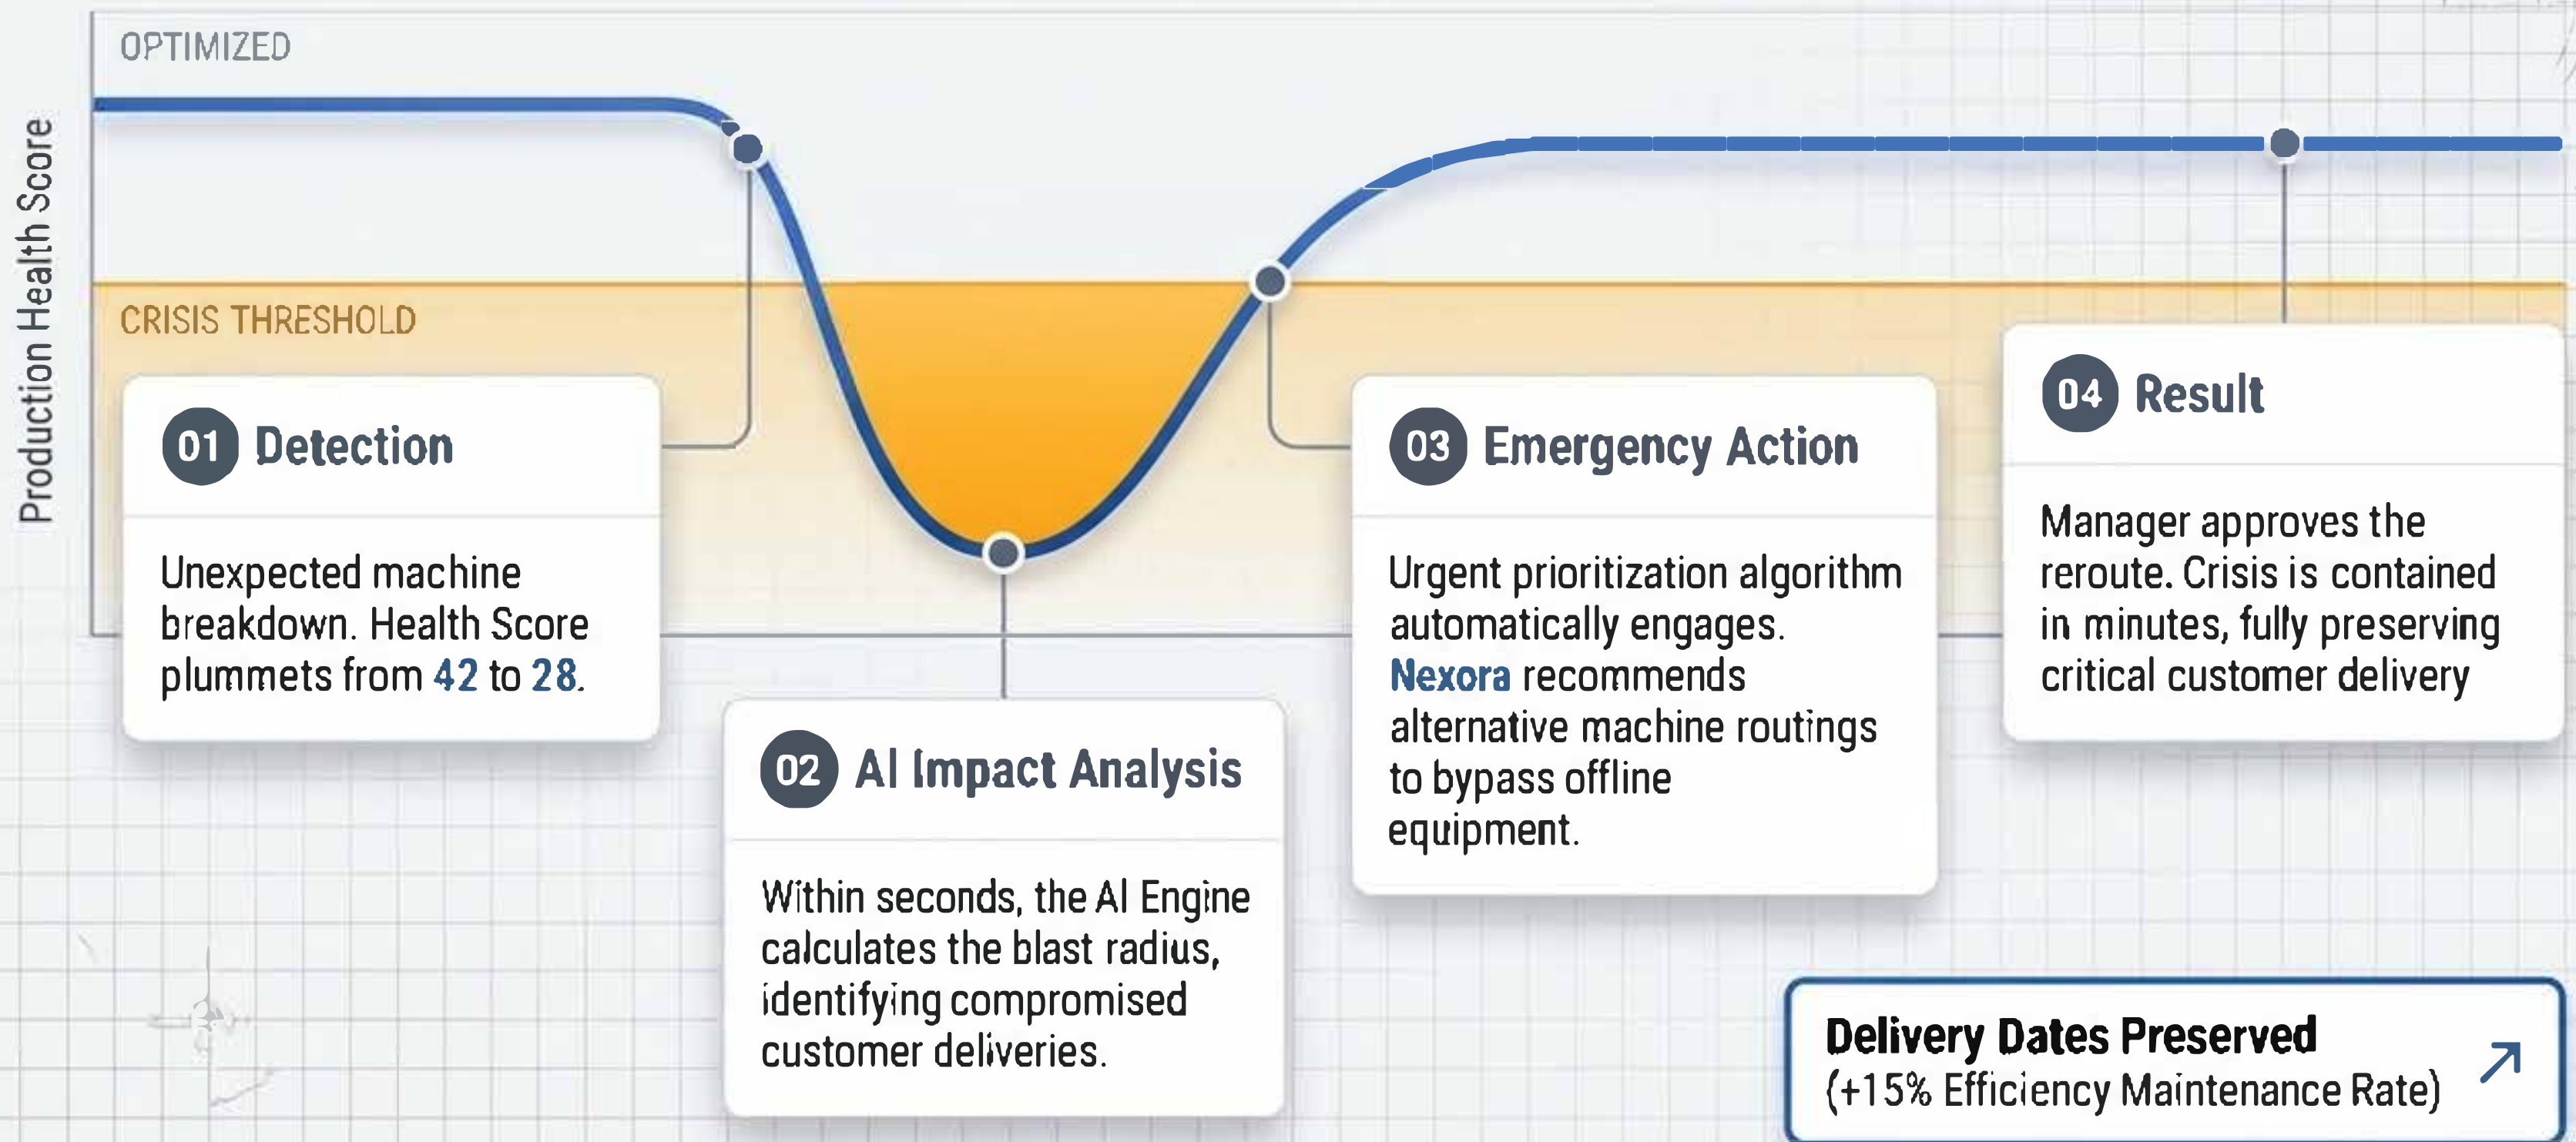 OPTIMIZED
Production Health Score
CRISIS THRESHOLD
01 Detection
Unexpected machine
breakdown. Health Score
plummets from 42 to 28.
02 AI Impact Analysis
Within seconds, the AI Engine
calculates the blast radius,
identifying compromised
customer deliveries.
03 Emergency Action
Urgent prioritization algorithm
automatically engages.
Nexora recommends
alternative machine routings
to bypass offline
equipment.
04 Result
Manager approves the
reroute. Crisis is contained
in minutes, fully preserving
critical customer delivery
Delivery Dates Preserved
(+15% Efficiency Maintenance Rate)